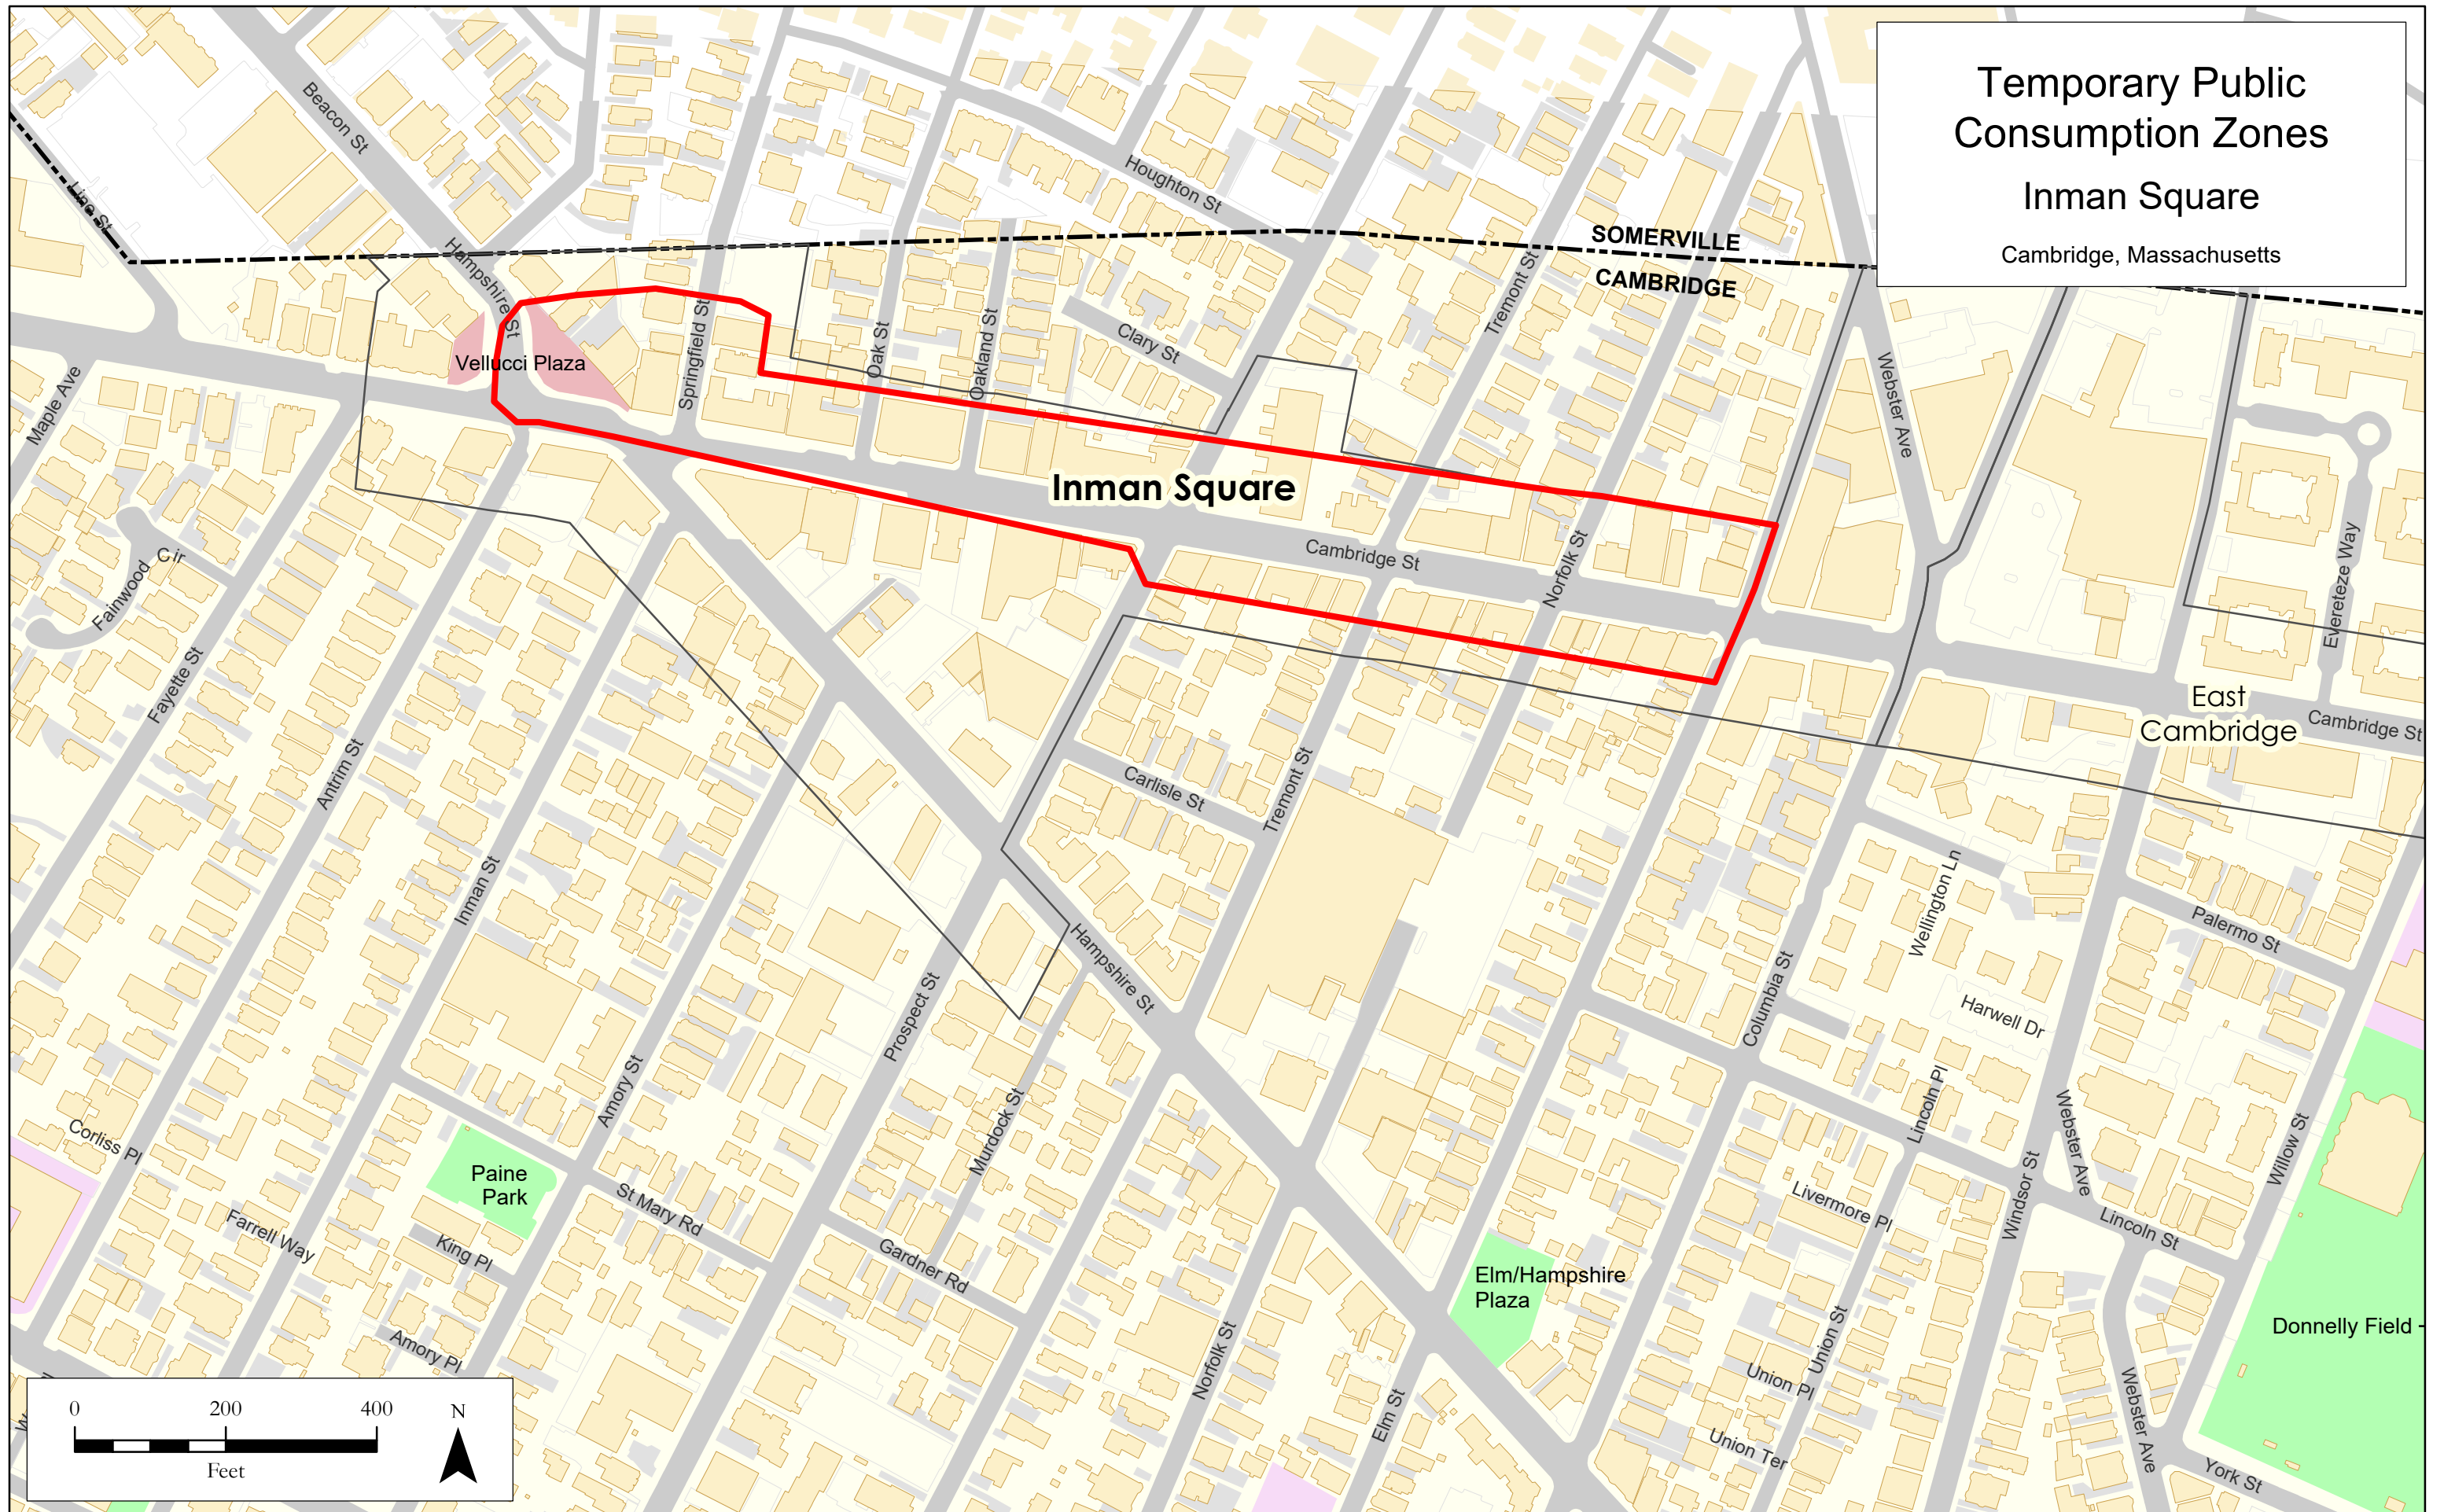 Temporary Public
Consumption Zones
Inman Square
Cambridge, Massachusetts
Beacon St
Line St
Hampshire St
Houghton St
SOMERVILLE
CAMBRIDGE
Tremont St
Springfield St
Oak St
Oakland St
Clary St
Vellucci Plaza
Maple Ave
Webster Ave
Inman Square
Cambridge St
Norfolk St
Fainwood Cir
Evereteze Way
Fayette St
East
Cambridge
Cambridge St
Antrim St
Carlisle St
Tremont St
Inman St
Wellington Ln
Palermo St
Hampshire St
Prospect St
Columbia St
Harwell Dr
Amory St
Murdock St
Lincoln Pl
Webster Ave
Willow St
Corliss Pl
Paine
Park
St Mary Rd
Livermore Pl
Windsor St
Lincoln St
Farrell Way
King Pl
Gardner Rd
Elm/Hampshire
Plaza
Amory Pl
Norfolk St
Union St
Donnelly Field
Elm St
Union Pl
Webster Ave
Union Ter
York St
0 200 400
Feet
N